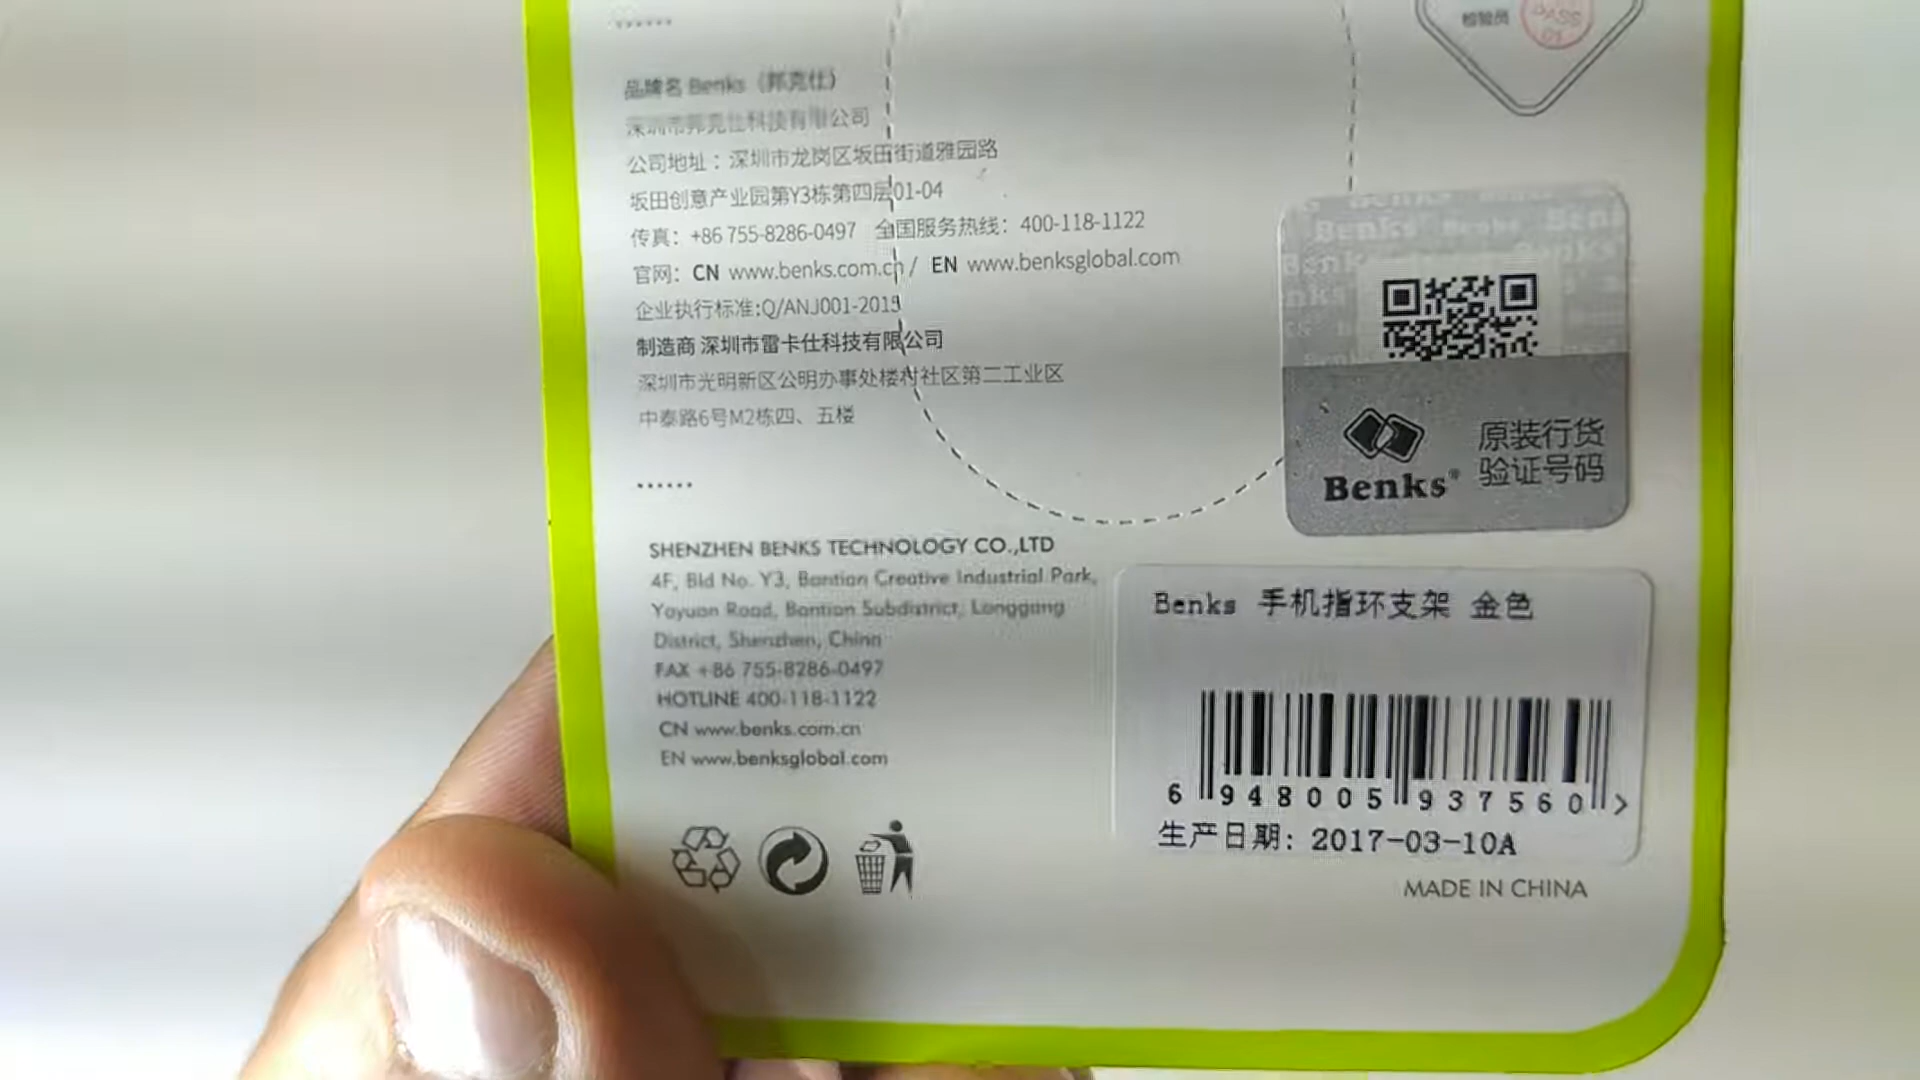 检验员
PASS
01
品牌名 Benks（邦克仕）
深圳市邦克仕科技有限公司
公司地址：深圳市龙岗区坂田街道雅园路
坂田创意产业园第Y3栋第四层01-04
传真：+86 755-8286-0497 全国服务热线：400-118-1122
官网：CN www.benks.com.cn / EN www.benksglobal.com
企业执行标准:Q/ANJ001-2015
制造商 深圳市雷卡仕科技有限公司
深圳市光明新区公明办事处楼村社区第二工业区
中泰路6号M2栋四、五楼
Benks
原装行货
验证号码
Benks®
SHENZHEN BENKS TECHNOLOGY CO.,LTD
4F, Bld No. Y3, Bantian Creative Industrial Park,
Yayuan Road, Bantian Subdistrict, Longgang
District, Shenzhen, China
FAX +86 755-8286-0497
HOTLINE 400-118-1122
CN www.benks.com.cn
EN www.benksglobal.com
Benks 手机指环支架 金色
6 948005 937560 >
生产日期: 2017-03-10A
MADE IN CHINA